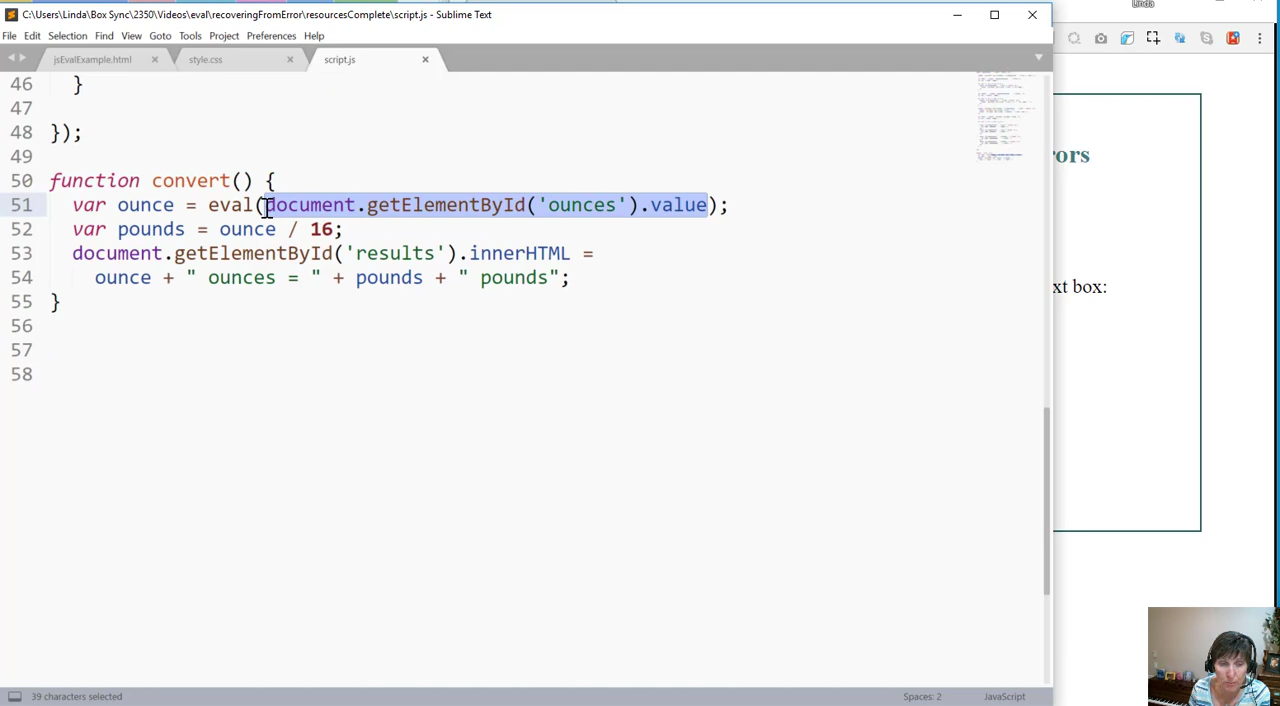 C:\Users\Linda\Box Sync\2350\Videos\eval\recoveringFromError\resourcesComplete\script.js - Sublime Text
Linda
File Edit Selection Find View Goto Tools Project Preferences Help
jsEvalExample.html × style.css × script.js ×
46 }
47
48 });
49
50 function convert() {
51 var ounce = eval(document.getElementById('ounces').value);
52 var pounds = ounce / 16;
53 document.getElementById('results').innerHTML =
54 ounce + " ounces = " + pounds + " pounds";
55 }
56
57
58
rors
xt box:
39 characters selected Spaces: 2 JavaScript